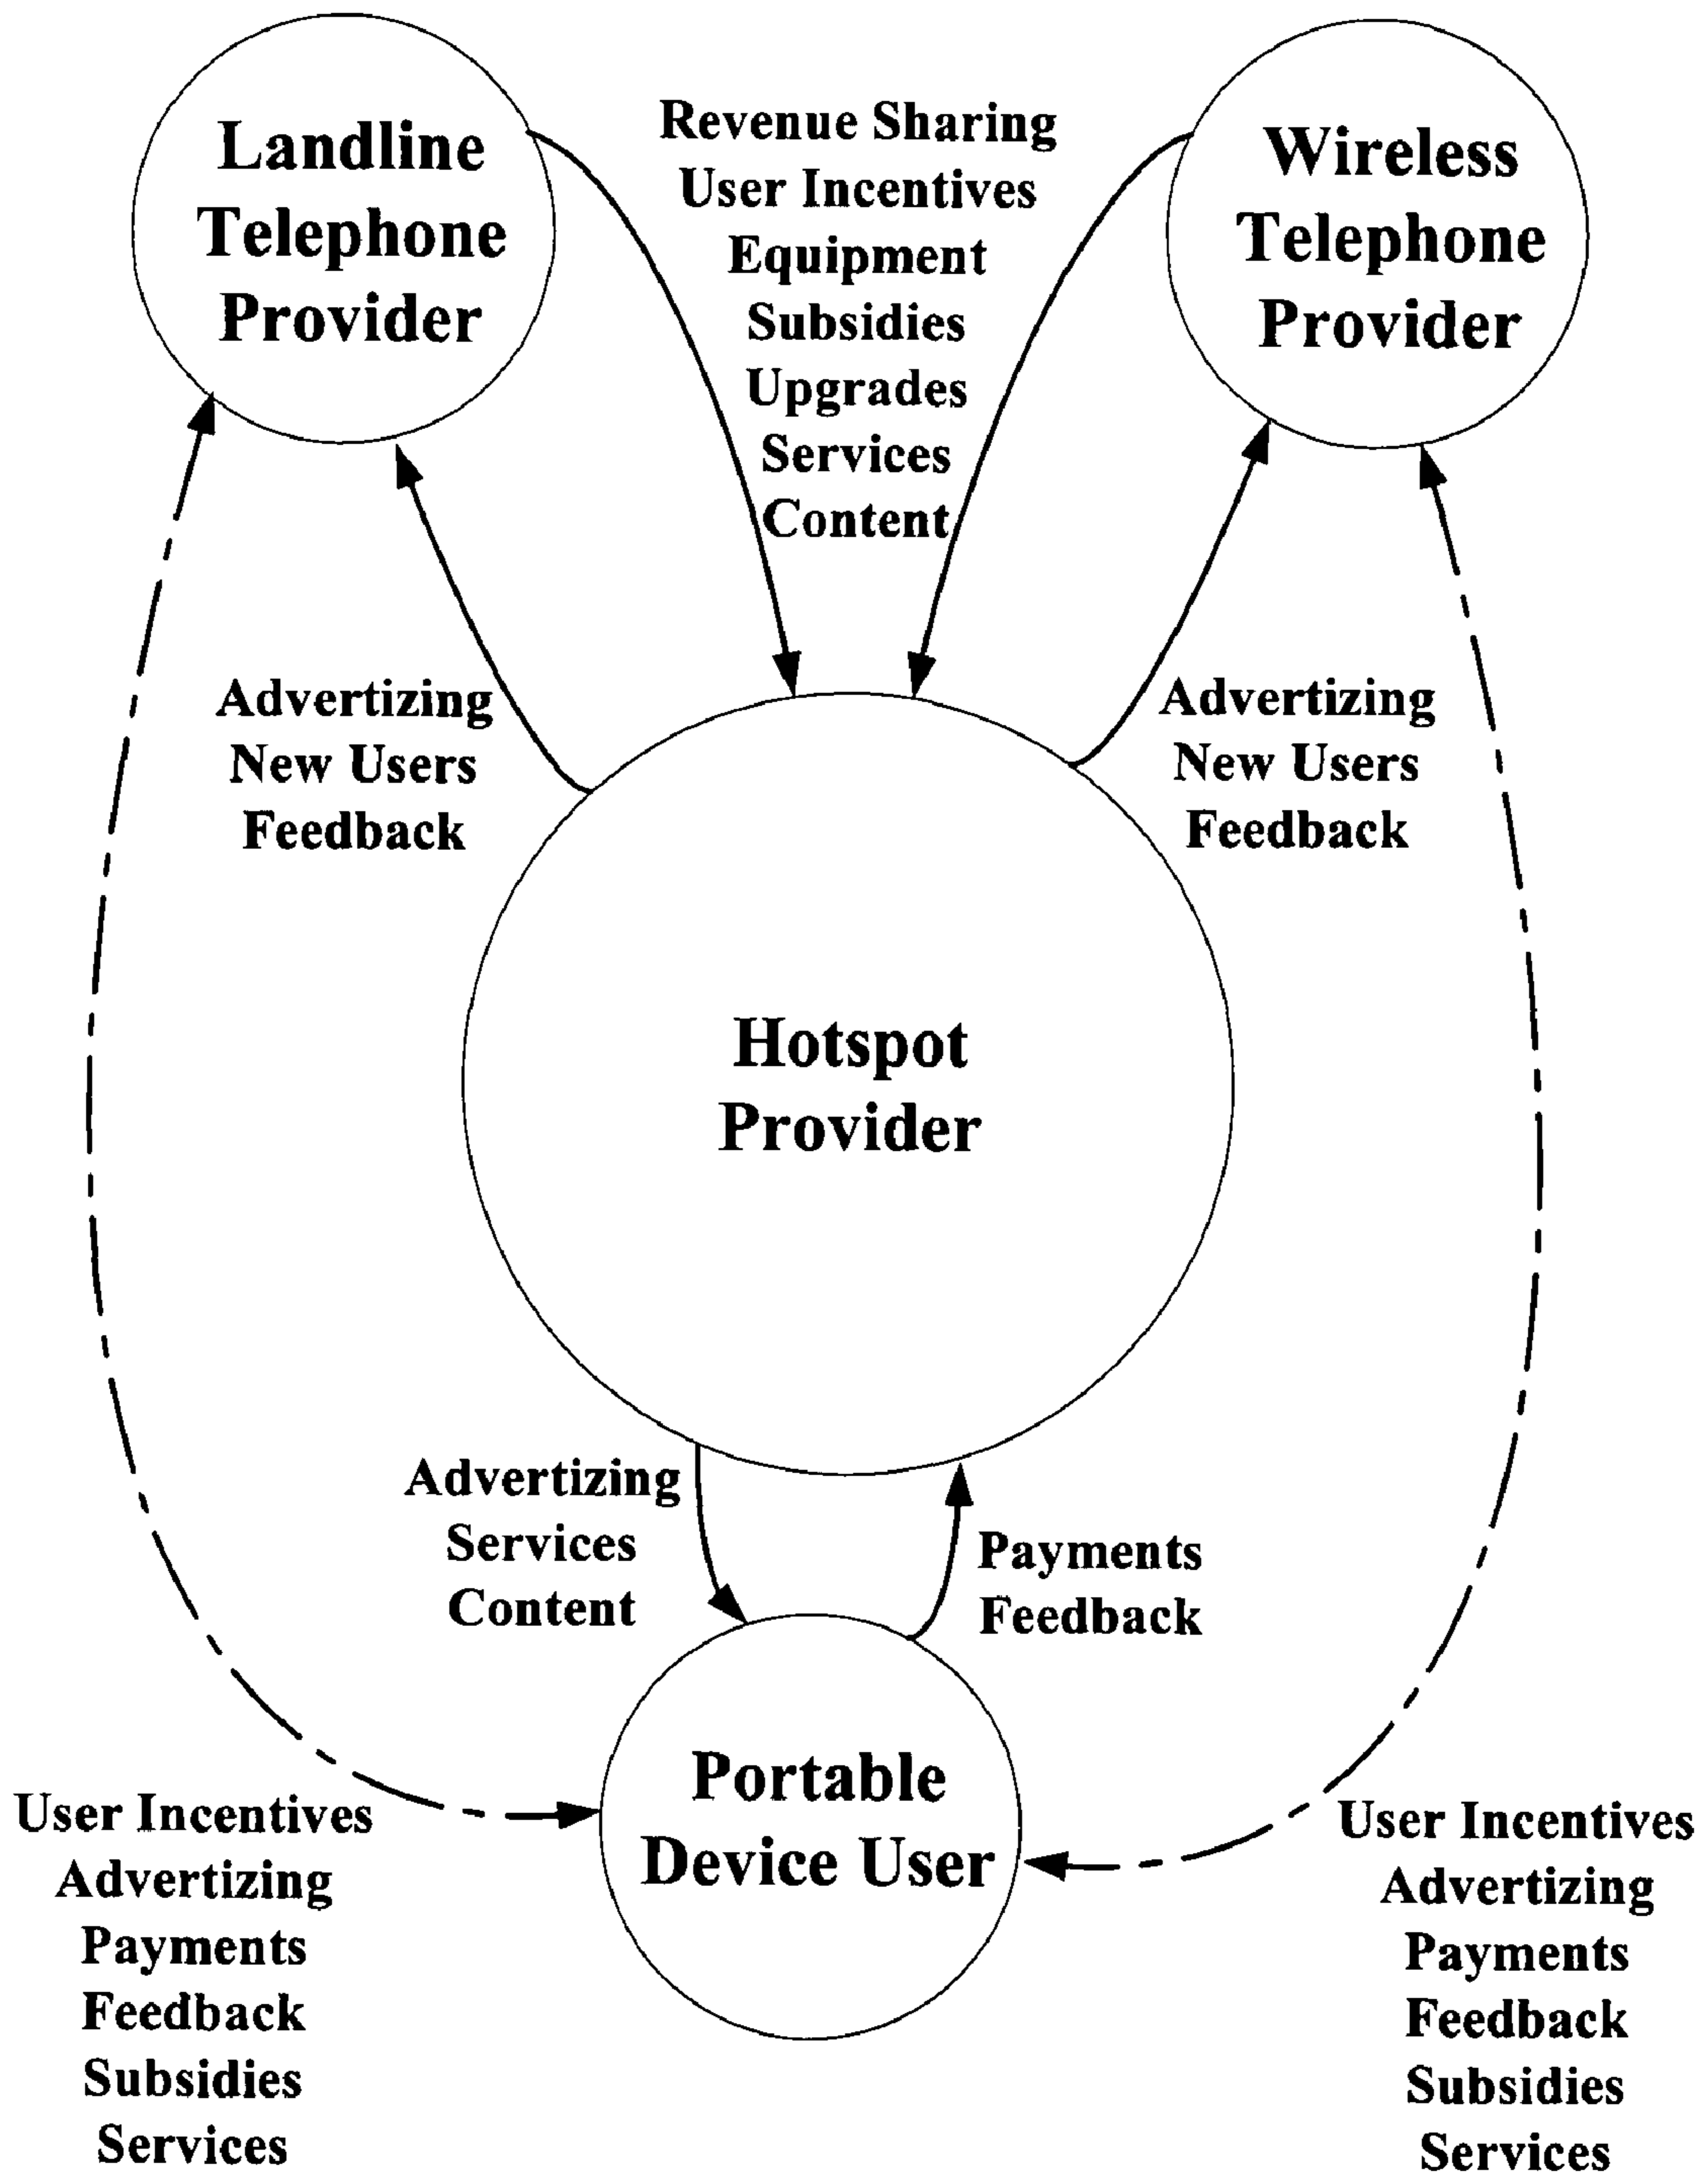 Landline
Telephone
Provider
Revenue Sharing
User Incentives
Equipment
Subsidies
Upgrades
Services
Content
Wireless
Telephone
Provider
Advertizing
New Users
Feedback
Advertizing
New Users
Feedback
Hotspot
Provider
Advertizing
Services
Content
Payments
Feedback
Portable
Device User
User Incentives
Advertizing
Payments
Feedback
Subsidies
Services
User Incentives
Advertizing
Payments
Feedback
Subsidies
Services